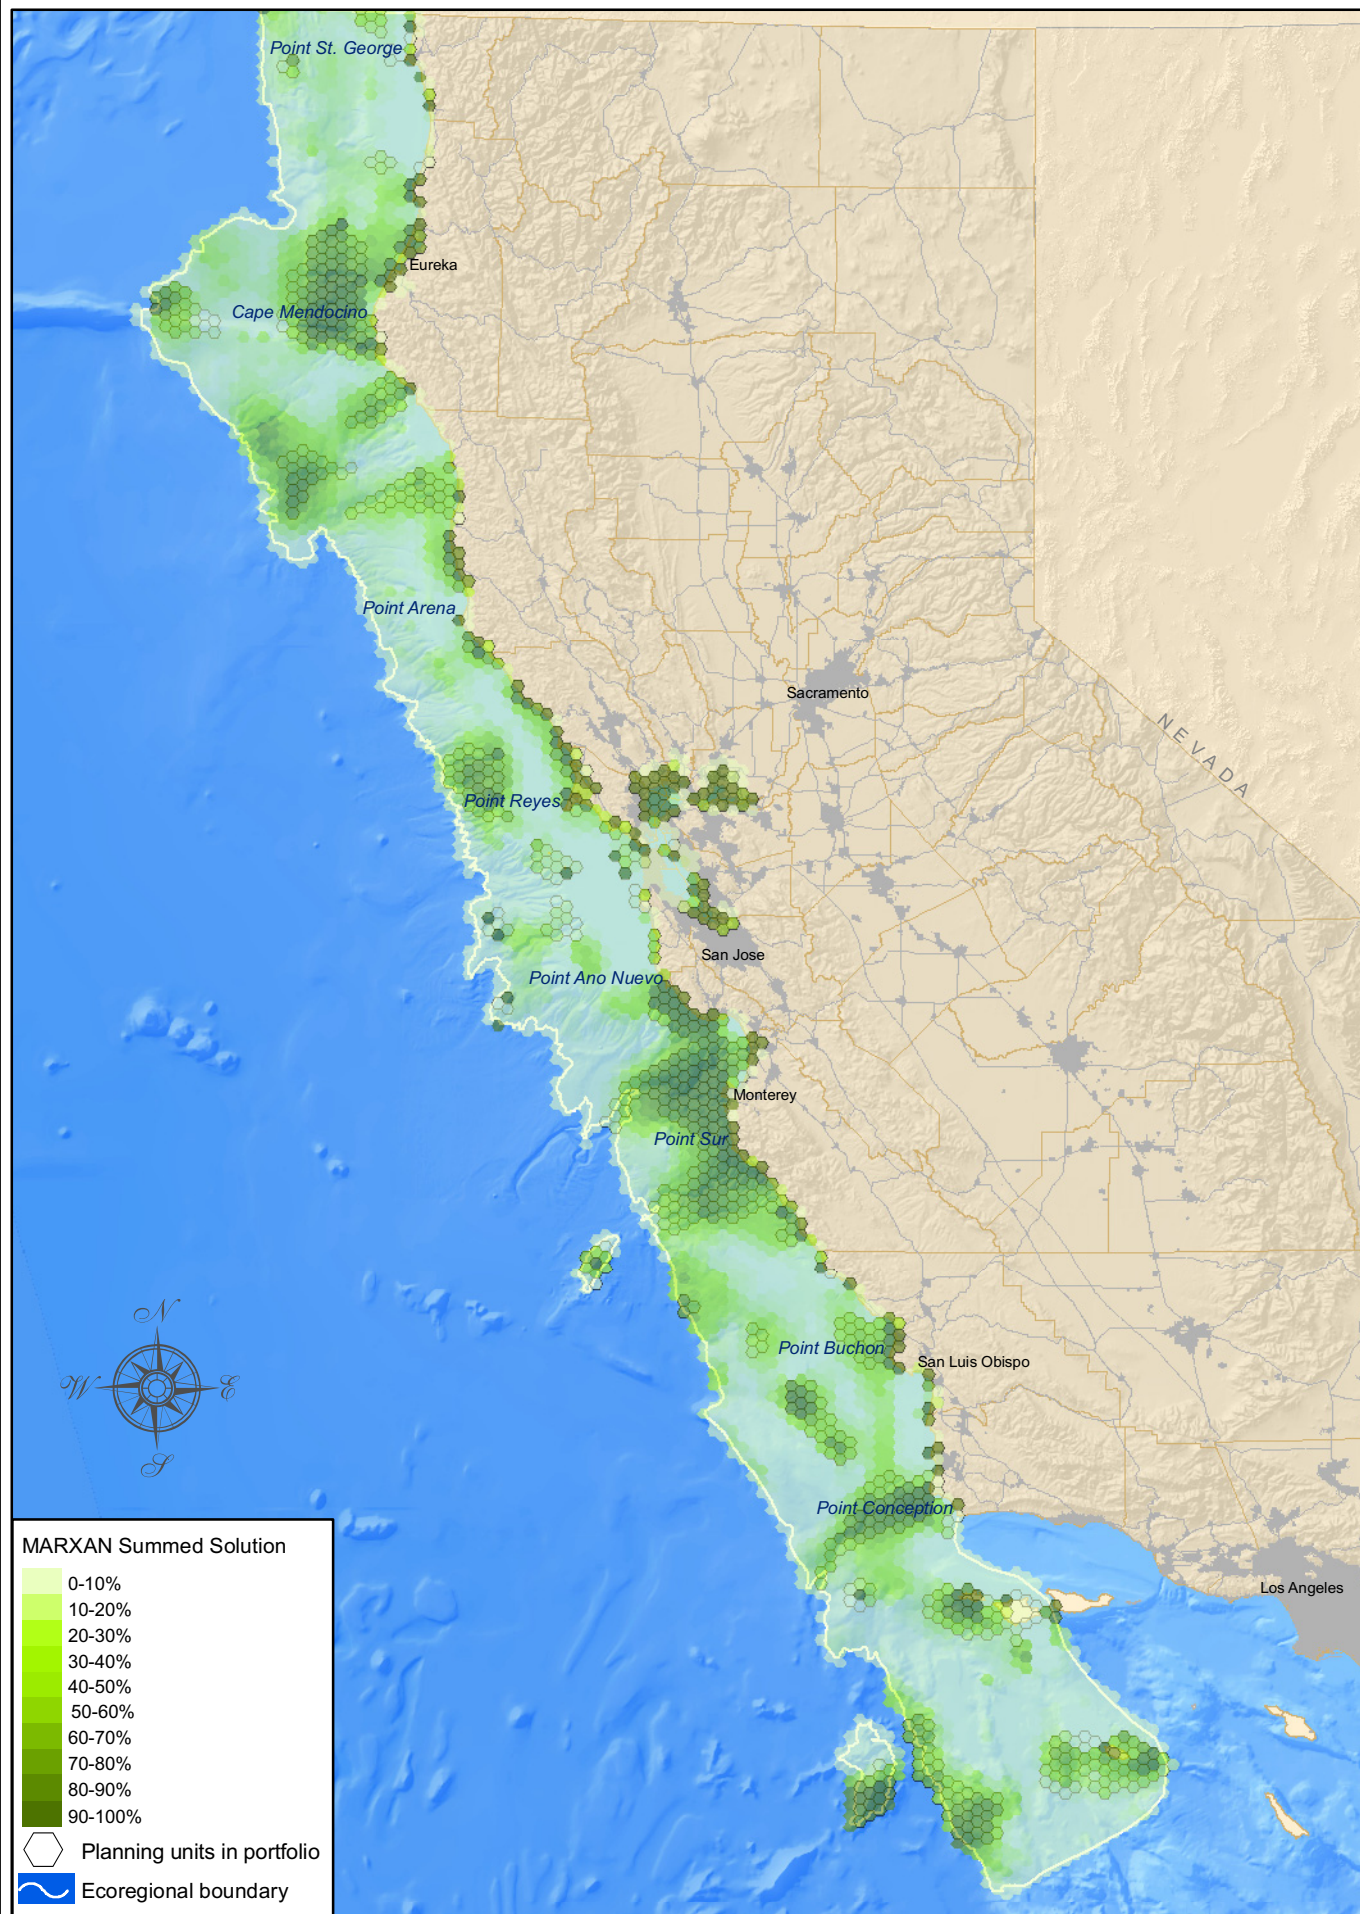 Point St. George
Eureka
Cape Mendocino
Point Arena
Sacramento
NEVADA
Point Reyes
San Jose
Point Ano Nuevo
Monterey
Point Sur
N
W
E
S
Point Buchon
San Luis Obispo
Point Conception
Los Angeles
MARXAN Summed Solution
0-10%
10-20%
20-30%
30-40%
40-50%
50-60%
60-70%
70-80%
80-90%
90-100%
Planning units in portfolio
Ecoregional boundary